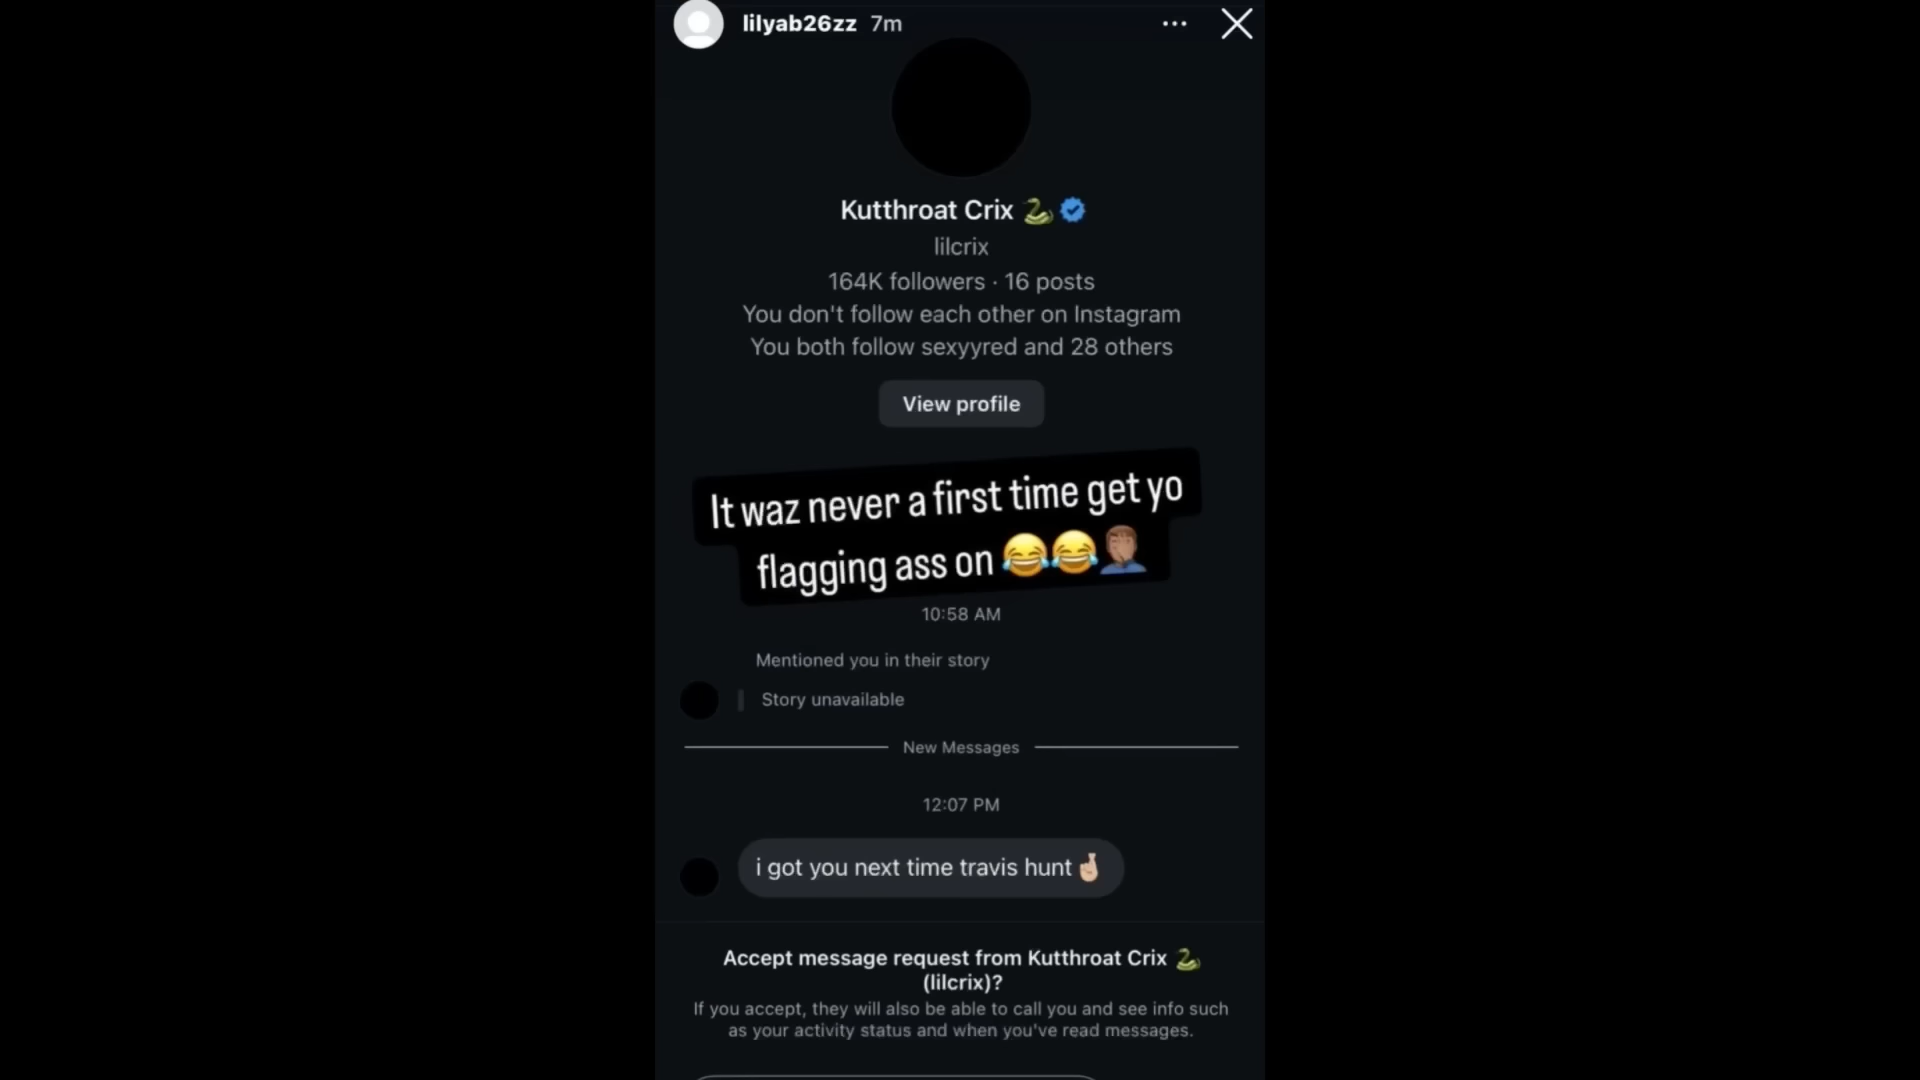 lilyab26zz 7m
Kutthroat Crix 🐍
lilcrix
164K followers · 16 posts
You don't follow each other on Instagram
You both follow sexyyred and 28 others
View profile
It waz never a first time get yo
flagging ass on 😂😂🤦🏽‍♂️
10:58 AM
Mentioned you in their story
Story unavailable
New Messages
12:07 PM
i got you next time travis hunt🤞🏼
Accept message request from Kutthroat Crix 🐍
(lilcrix)?
If you accept, they will also be able to call you and see info such
as your activity status and when you've read messages.